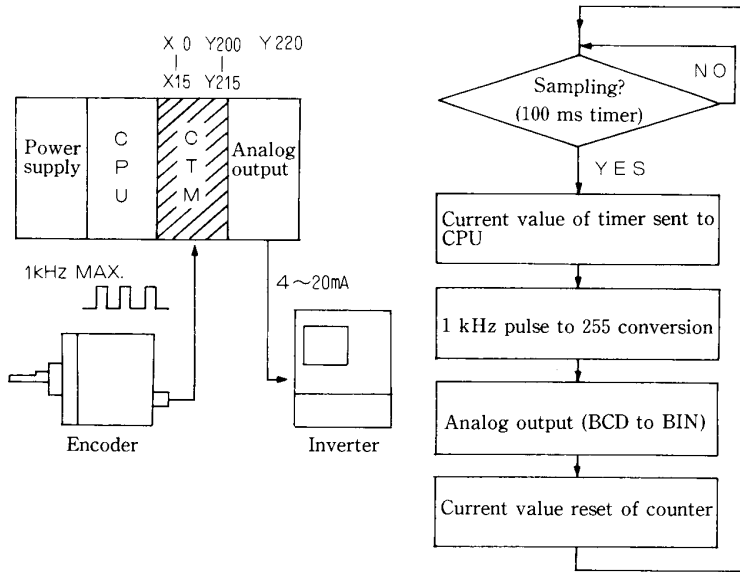 X 0 Y200 Y 220
X15 Y215
Power
supply
C
P
U
C
T
M
Analog
output
1kHz MAX.
4～20mA
Encoder
Inverter
Sampling?
(100 ms timer)
NO
YES
Current value of timer sent to
CPU
1 kHz pulse to 255 conversion
Analog output (BCD to BIN)
Current value reset of counter